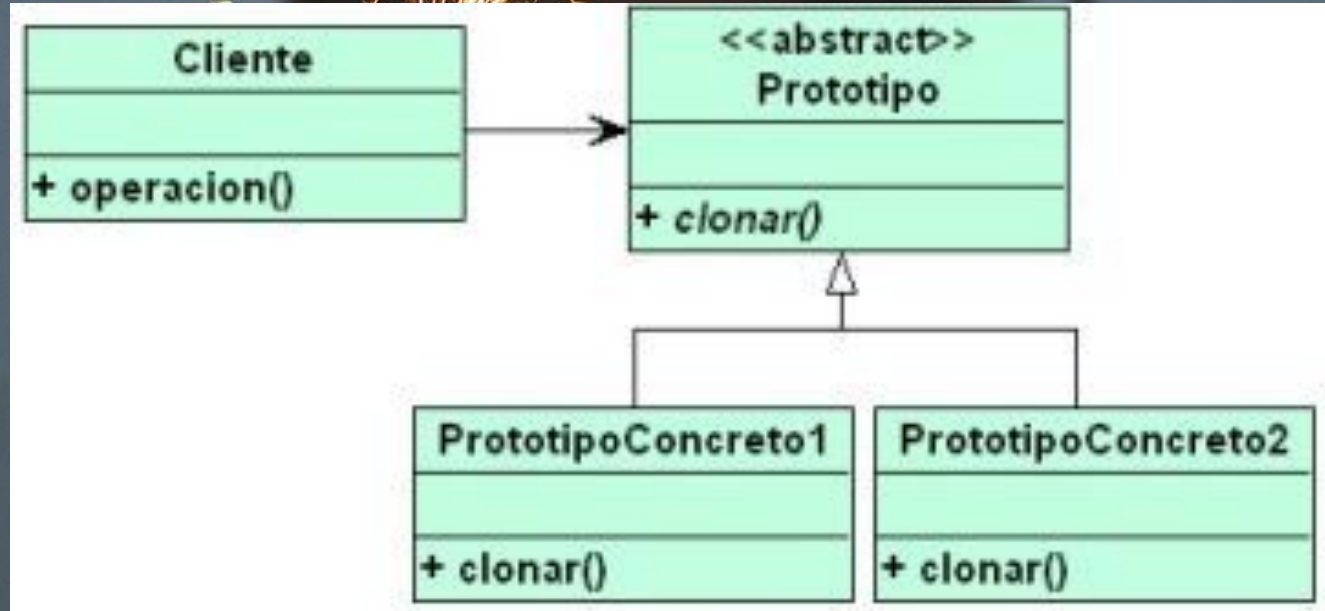 Cliente
+ operacion()
<<abstract>>
Prototipo
+ clonar()
PrototipoConcreto1
+ clonar()
PrototipoConcreto2
+ clonar()